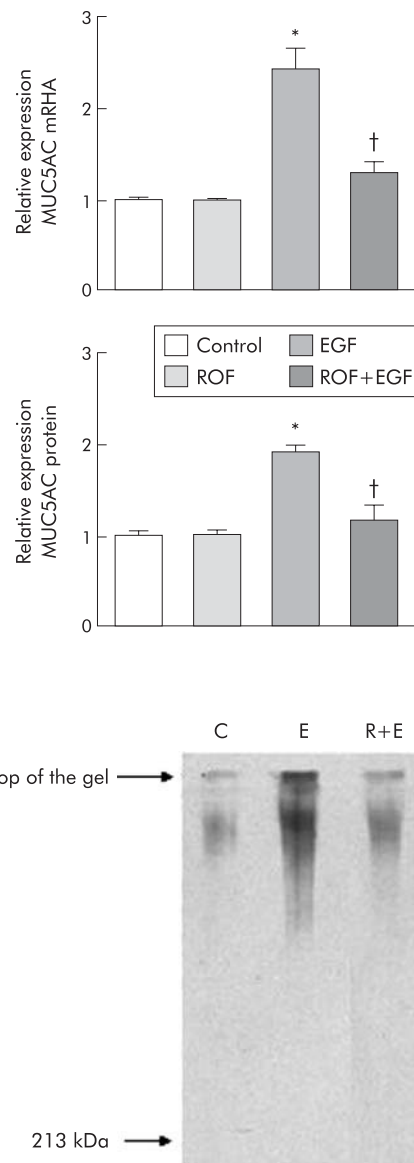 3
*
2
†
1
0
Relative expression
MUC5AC mRHA
Control
EGF
ROF
ROF+EGF
3
*
2
†
1
0
Relative expression
MUC5AC protein
C E R+E
op of the gel
213 kDa